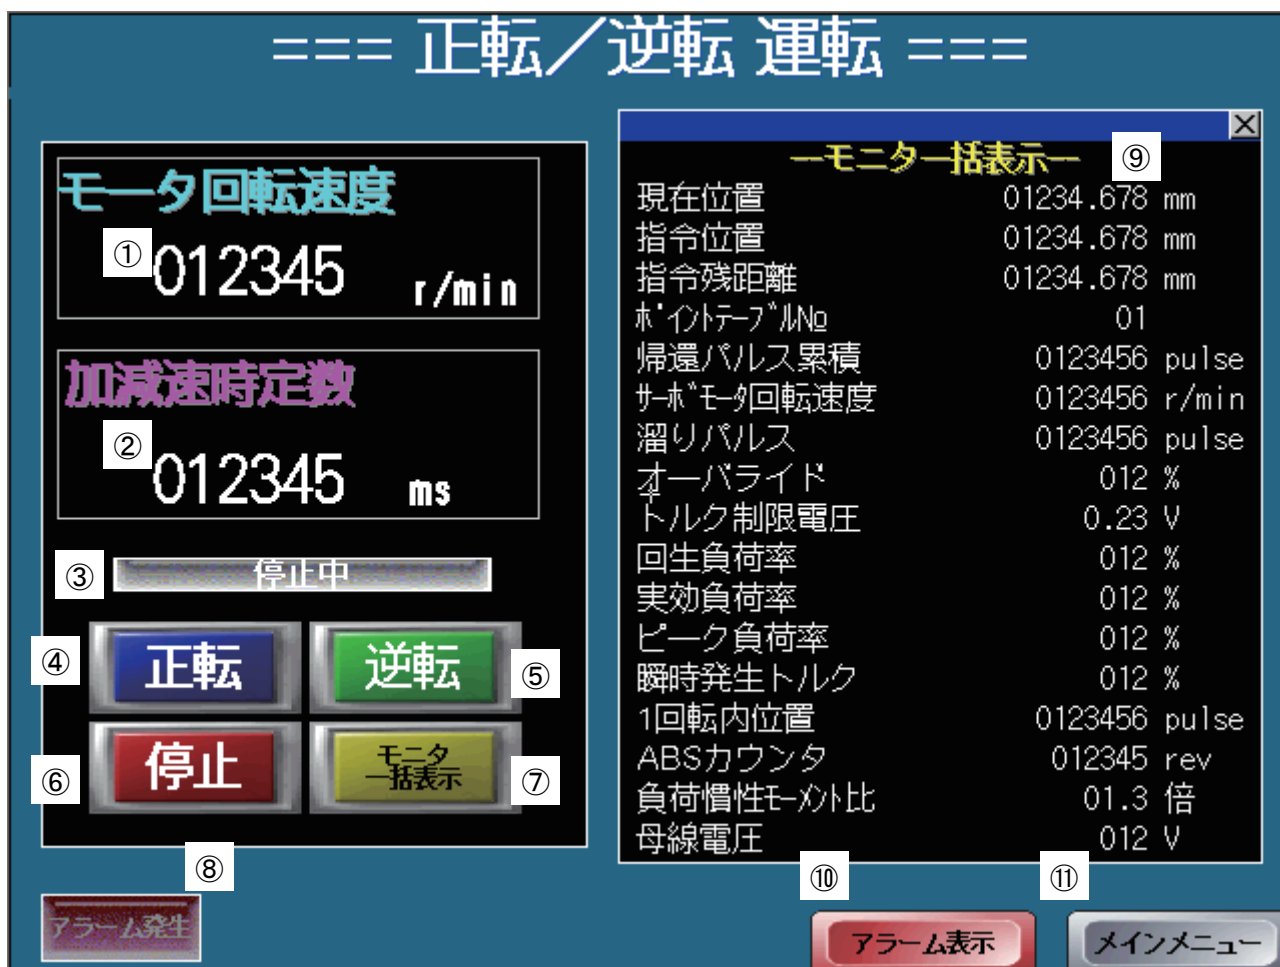 === 正転／逆転 運転 ===
モータ回転速度
①
012345 r/min
加減速時定数
②
012345 ms
③ 停止中
④ 正転 逆転 ⑤
⑥ 停止 モニタ
一括表示 ⑦
⑧
アラーム発生
―モニタ一括表示― ⑨
現在位置 01234.678 mm
指令位置 01234.678 mm
指令残距離 01234.678 mm
ﾎﾟｲﾝﾄﾃｰﾌﾞﾙNo 01
帰還パルス累積 0123456 pulse
ｻｰﾎﾞﾓｰﾀ回転速度 0123456 r/min
溜りパルス 0123456 pulse
オーバライド 012 %
トルク制限電圧 0.23 V
回生負荷率 012 %
実効負荷率 012 %
ピーク負荷率 012 %
瞬時発生トルク 012 %
1回転内位置 0123456 pulse
ABSカウンタ 012345 rev
負荷慣性ﾓｰﾒﾝﾄ比 01.3 倍
母線電圧 012 V
⑩ ⑪
アラーム表示 メインメニュー